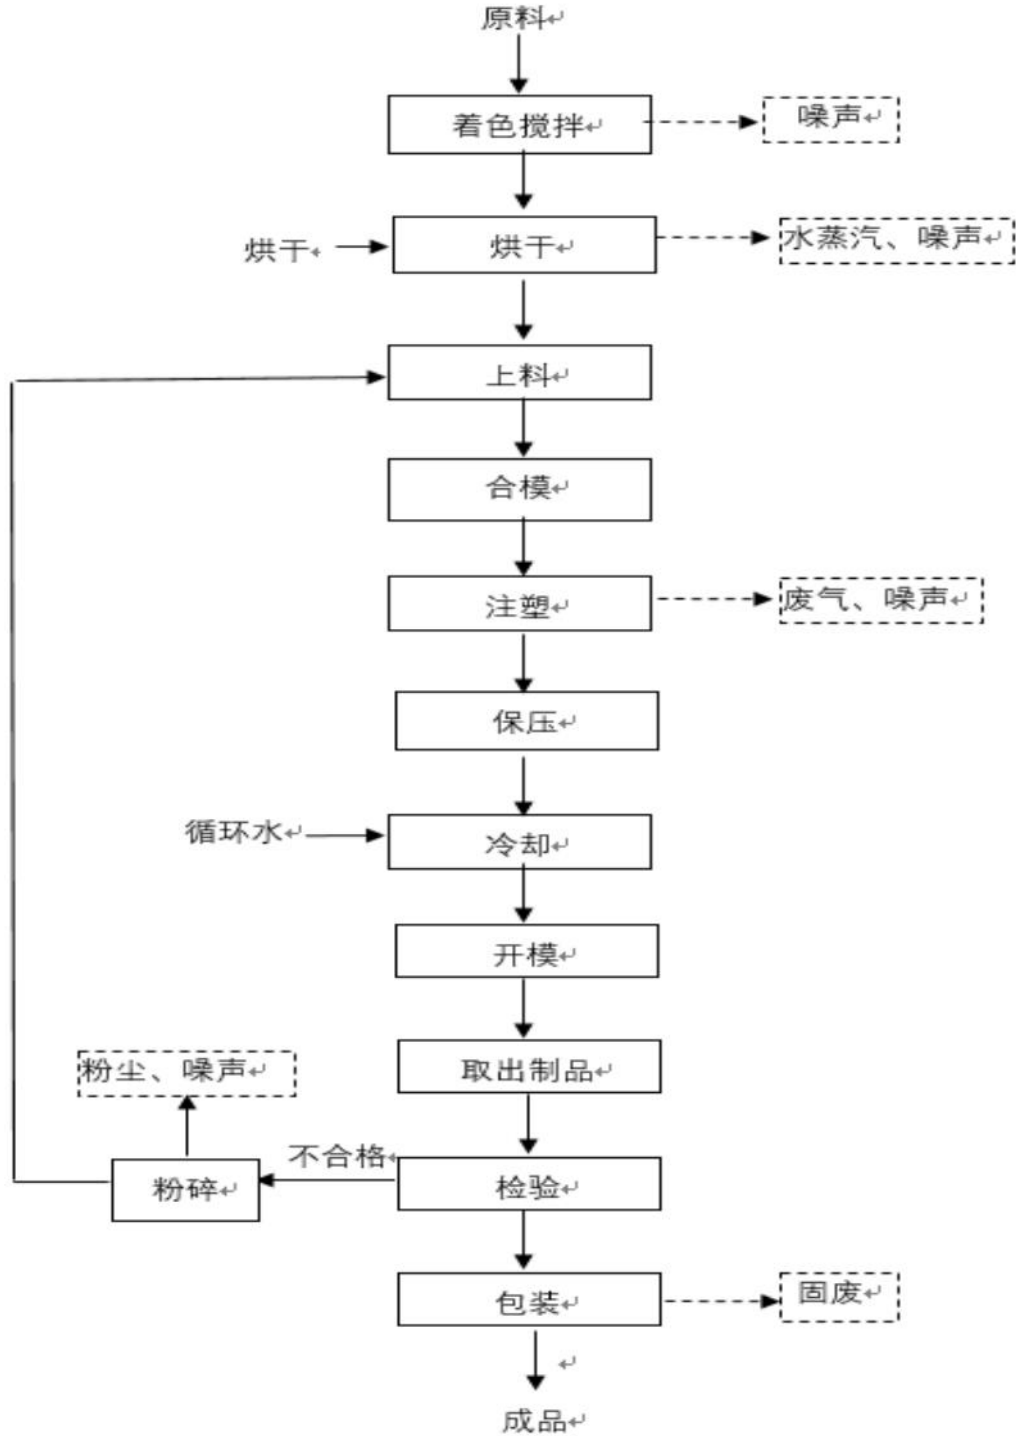 原料
着色搅拌
噪声
烘干
烘干
水蒸汽、噪声
上料
合模
注塑
废气、噪声
保压
循环水
冷却
开模
取出制品
粉尘、噪声
不合格
粉碎
检验
包装
固废
成品